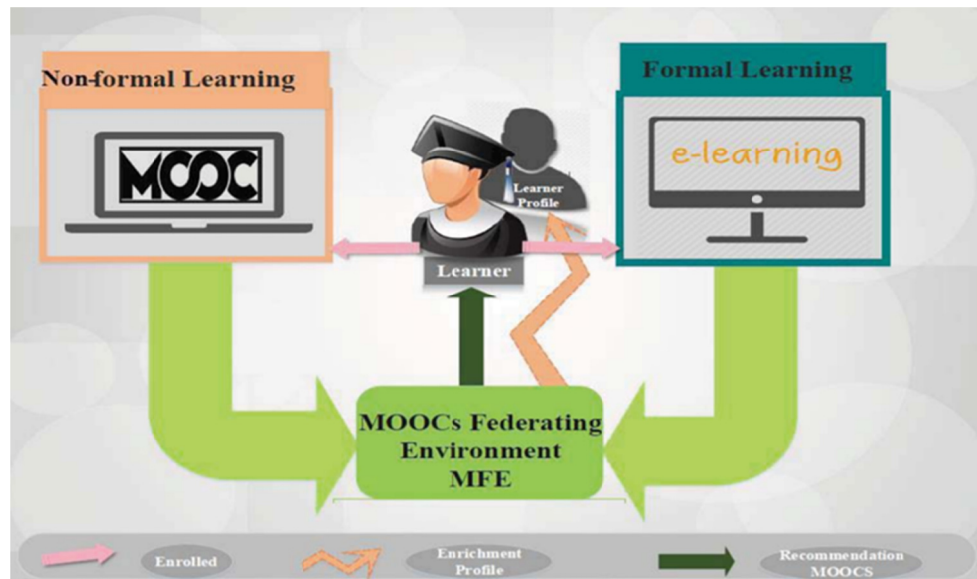 Non-formal Learning
Formal Learning
MOOC
e-learning
Learner
Profile
Learner
MOOCs Federating
Environment
MFE
Enrolled
Enrichment
Profile
Recommendation
MOOCS